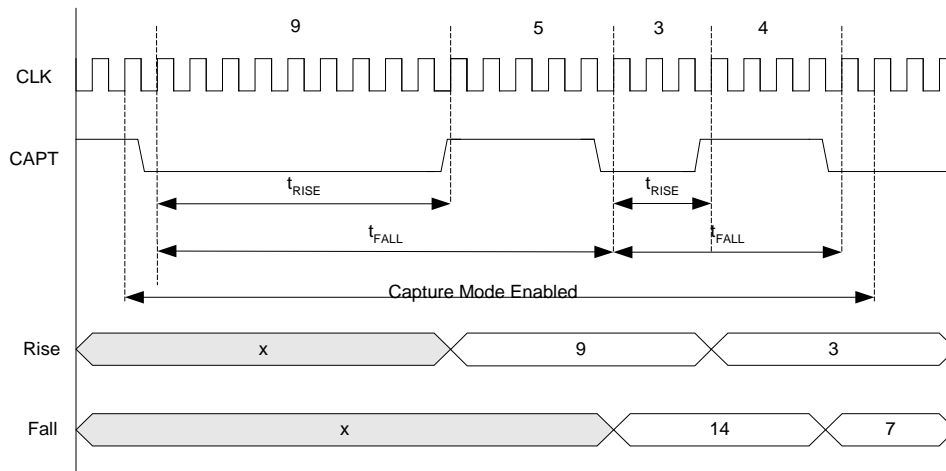 9 5 3 4
CLK
CAPT
tRISE tRISE
tFALL tFALL
Capture Mode Enabled
Rise x 9 3
Fall x 14 7